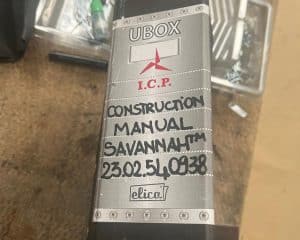 UBOX
I.C.P.
CONSTRUCTION
MANUAL
SAVANNAH™
23.02.54.0938
elica